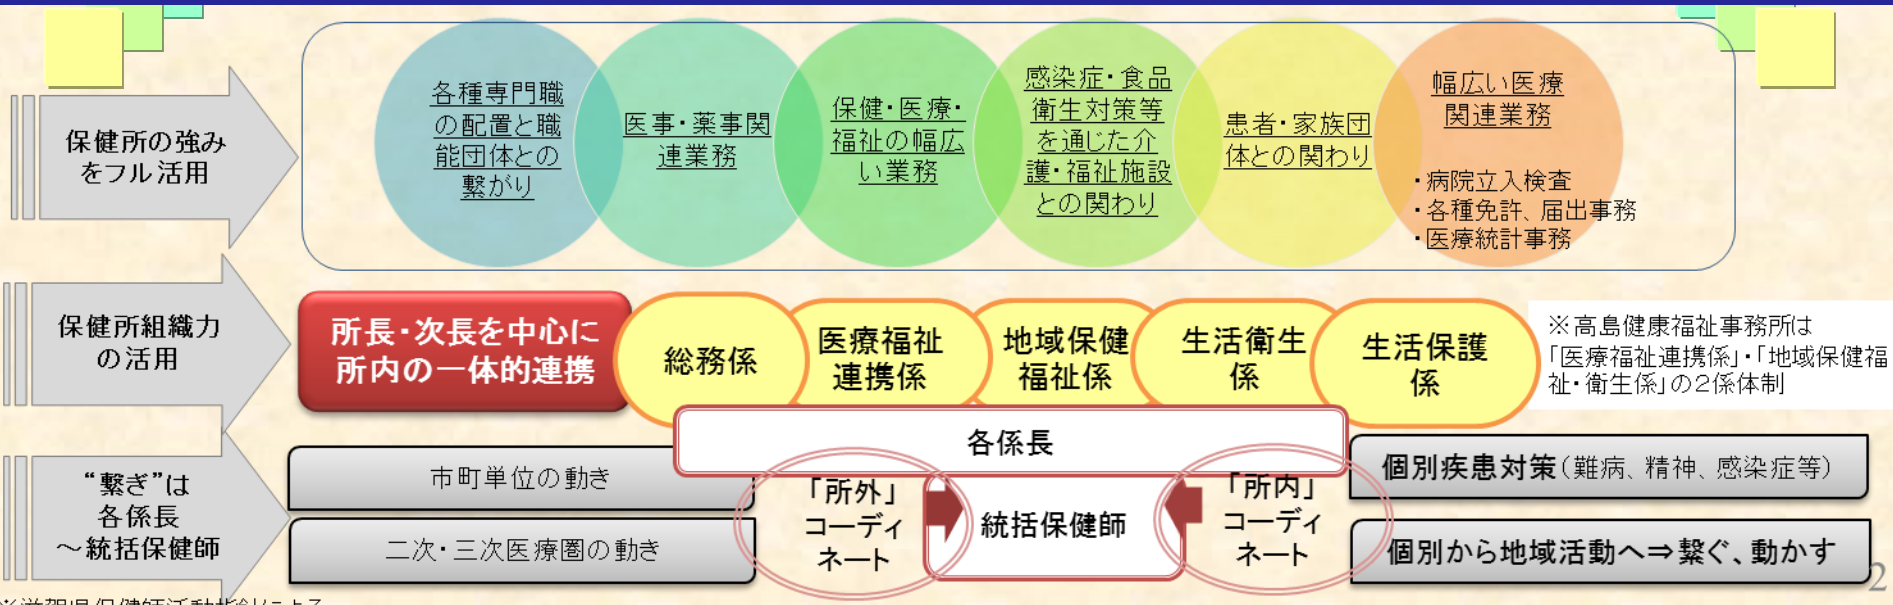 保健所の強み
をフル活用
各種専門職
の配置と職
能団体との
繋がり
医事・薬事関
連業務
保健・医療・
福祉の幅広
い業務
感染症・食品
衛生対策等
を通じた介
護・福祉施設
との関わり
患者・家族団
体との関わり
幅広い医療
関連業務
・病院立入検査
・各種免許、届出事務
・医療統計事務
保健所組織力
の活用
所長・次長を中心に
所内の一体的連携
総務係
医療福祉
連携係
地域保健
福祉係
生活衛生
係
生活保護
係
※高島健康福祉事務所は
「医療福祉連携係」・「地域保健福
祉・衛生係」の2係体制
“繋ぎ”は
各係長
～統括保健師
市町単位の動き
二次・三次医療圏の動き
各係長
「所外」
コーディ
ネート
統括保健師
「所内」
コーディ
ネート
個別疾患対策（難病、精神、感染症等）
個別から地域活動へ⇒繋ぐ、動かす
2
※滋賀県保健師活動指針による